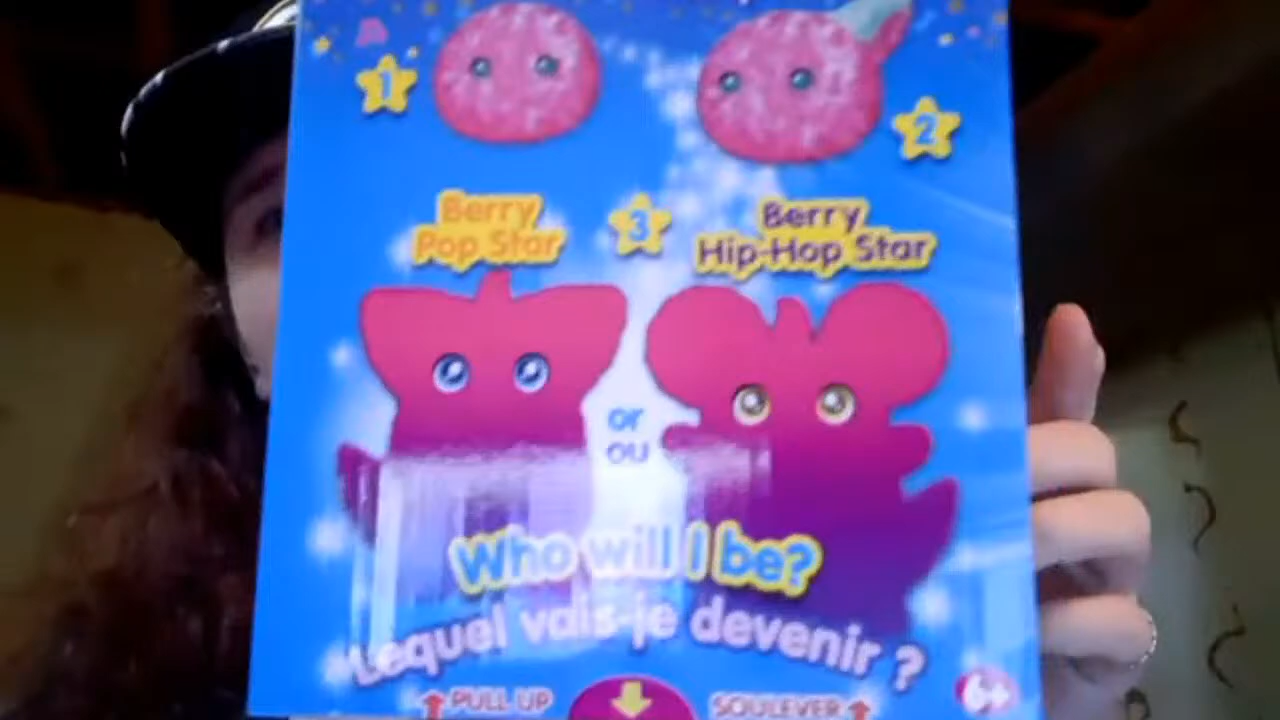 1
2
Berry
Pop Star
3
Berry
Hip-Hop Star
or
ou
Who will I be?
Lequel vais-je devenir ?
6+
PULL UP
SOULEVER